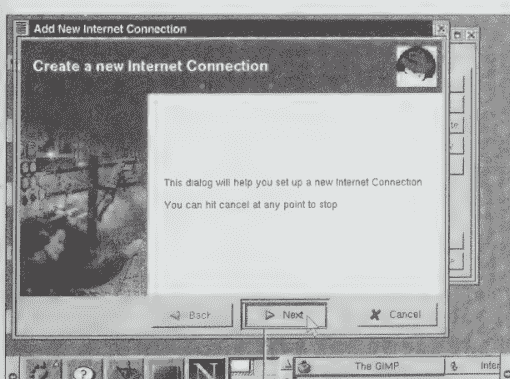 Add New Internet Connection
Create a new Internet Connection
This dialog will help you set up a new Internet Connection
You can hit cancel at any point to stop
Back
Next
Cancel
N
The GIMP
Inter